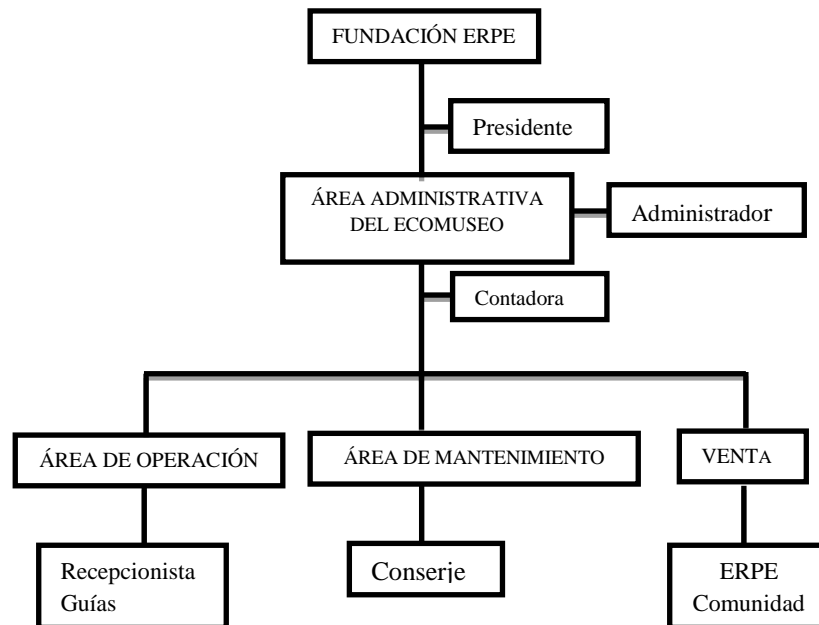 FUNDACIÓN ERPE
Presidente
ÁREA ADMINISTRATIVA
DEL ECOMUSEO
Administrador
Contadora
ÁREA DE OPERACIÓN
ÁREA DE MANTENIMIENTO
VENTA
Recepcionista
Guías
Conserje
ERPE
Comunidad